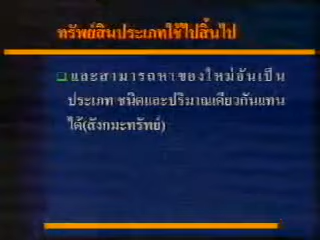 ทรัพย์สินประเภทใช้ไปสิ้นไป
และสามารถหาของใหม่อันเป็น
ประเภท ชนิดและปริมาณเดียวกันแทน
ได้(สังกมะทรัพย์)